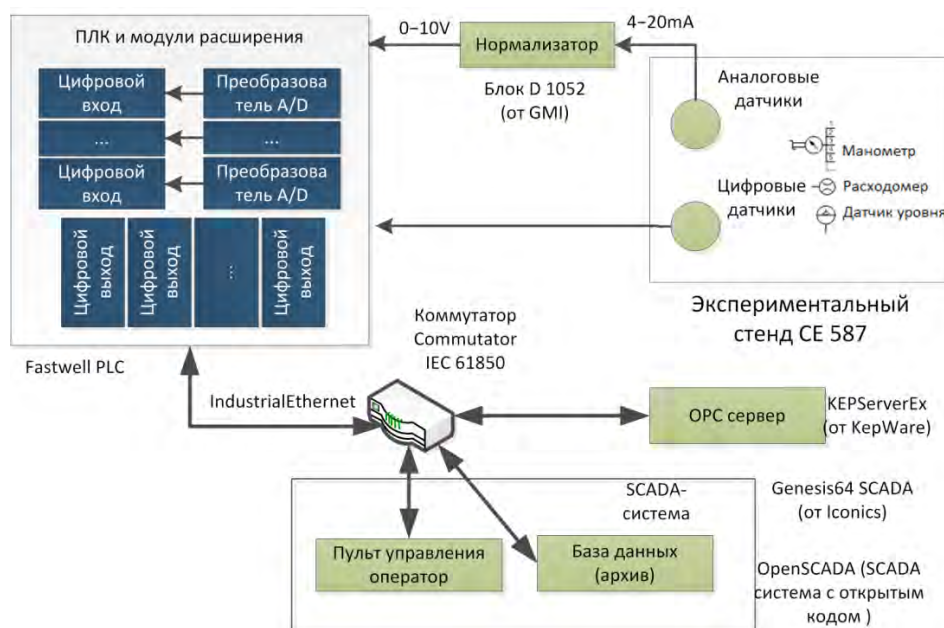 ПЛК и модули расширения
Цифровой
вход
Преобразова
тель A/D
...
...
Цифровой
вход
Преобразова
тель A/D
Цифровой
выход
Цифровой
выход
...
Цифровой
выход
Fastwell PLC
0−10V
Нормализатор
4−20mA
Блок D 1052
(от GMI)
Аналоговые
датчики
Манометр
Цифровые
датчики
Расходомер
Датчик уровня
Экспериментальный
стенд CE 587
Коммутатор
Commutator
IEC 61850
IndustrialEthernet
OPC сервер
KEPServerEx
(от KepWare)
SCADA-
система
Genesis64 SCADA
(от Iconics)
Пульт управления
оператор
База данных
(архив)
OpenSCADA (SCADA
система с открытым
кодом )